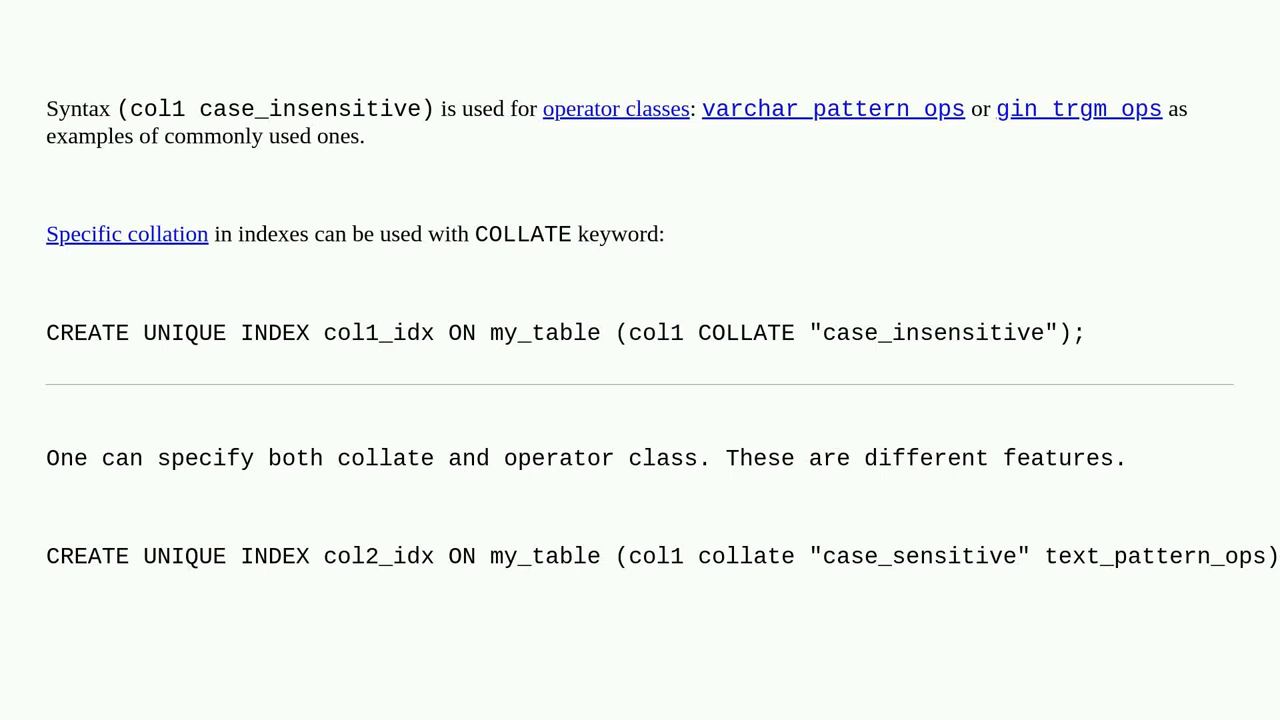 Syntax (col1 case_insensitive) is used for operator classes: varchar_pattern_ops or gin_trgm_ops as
examples of commonly used ones.
Specific collation in indexes can be used with COLLATE keyword:
CREATE UNIQUE INDEX col1_idx ON my_table (col1 COLLATE "case_insensitive");
One can specify both collate and operator class. These are different features.
CREATE UNIQUE INDEX col2_idx ON my_table (col1 collate "case_sensitive" text_pattern_ops)